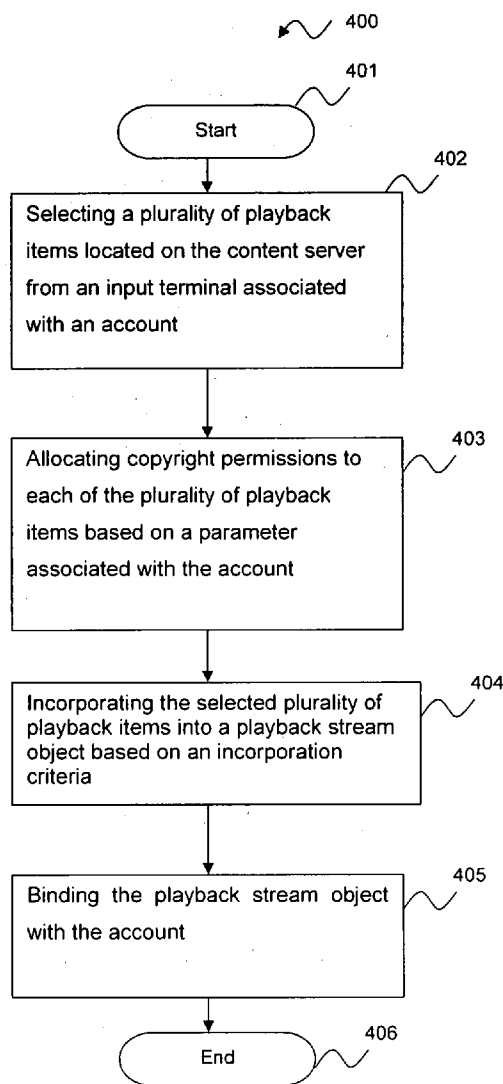 400
401
Start
402
Selecting a plurality of playback
items located on the content server
from an input terminal associated
with an account
403
Allocating copyright permissions to
each of the plurality of playback
items based on a parameter
associated with the account
404
Incorporating the selected plurality of
playback items into a playback stream
object based on an incorporation
criteria
405
Binding the playback stream object
with the account
406
End